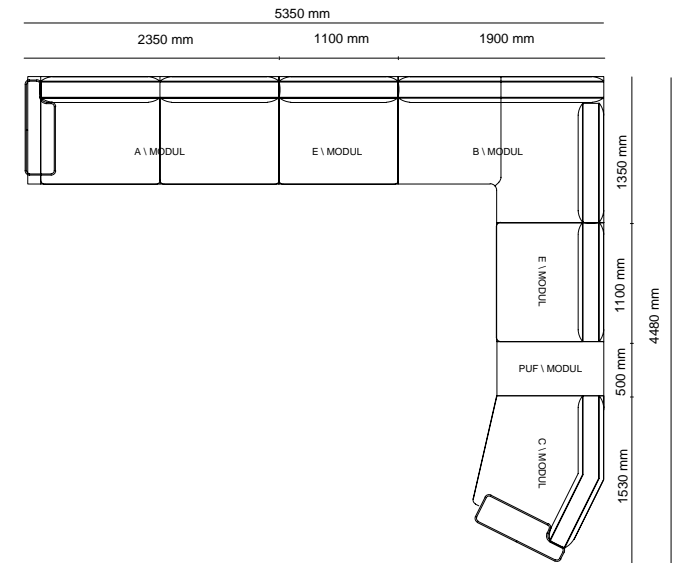 5350 mm
2350 mm
1100 mm
1900 mm
A \ MODUL
E \ MODUL
B \ MODUL
1350 mm
E \ MODUL
1100 mm
4480 mm
PUF \ MODUL
500 mm
C \ MODUL
1530 mm